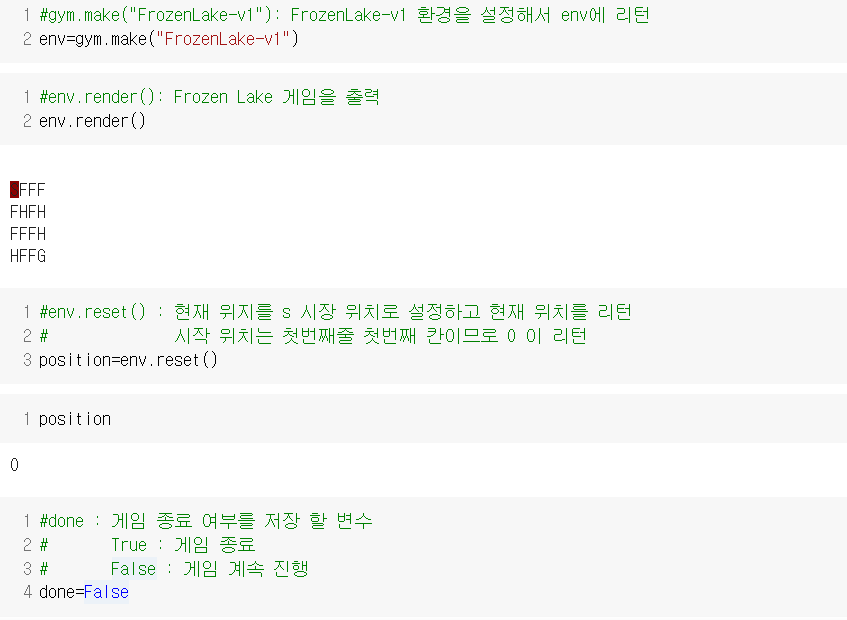 1 #gym.make("FrozenLake-v1"): FrozenLake-v1 환경을 설정해서 env에 리턴
2 env=gym.make("FrozenLake-v1")
1 #env.render(): Frozen Lake 게임을 출력
2 env.render()
FFF
FHFH
FFFH
HFFG
1 #env.reset() : 현재 위지를 s 시장 위치로 설정하고 현재 위치를 리턴
2 # 시작 위치는 첫번째줄 첫번째 칸이므로 0 이 리턴
3 position=env.reset()
1 position
0
1 #done : 게임 종료 여부를 저장 할 변수
2 # True : 게임 종료
3 # False : 게임 계속 진행
4 done=False